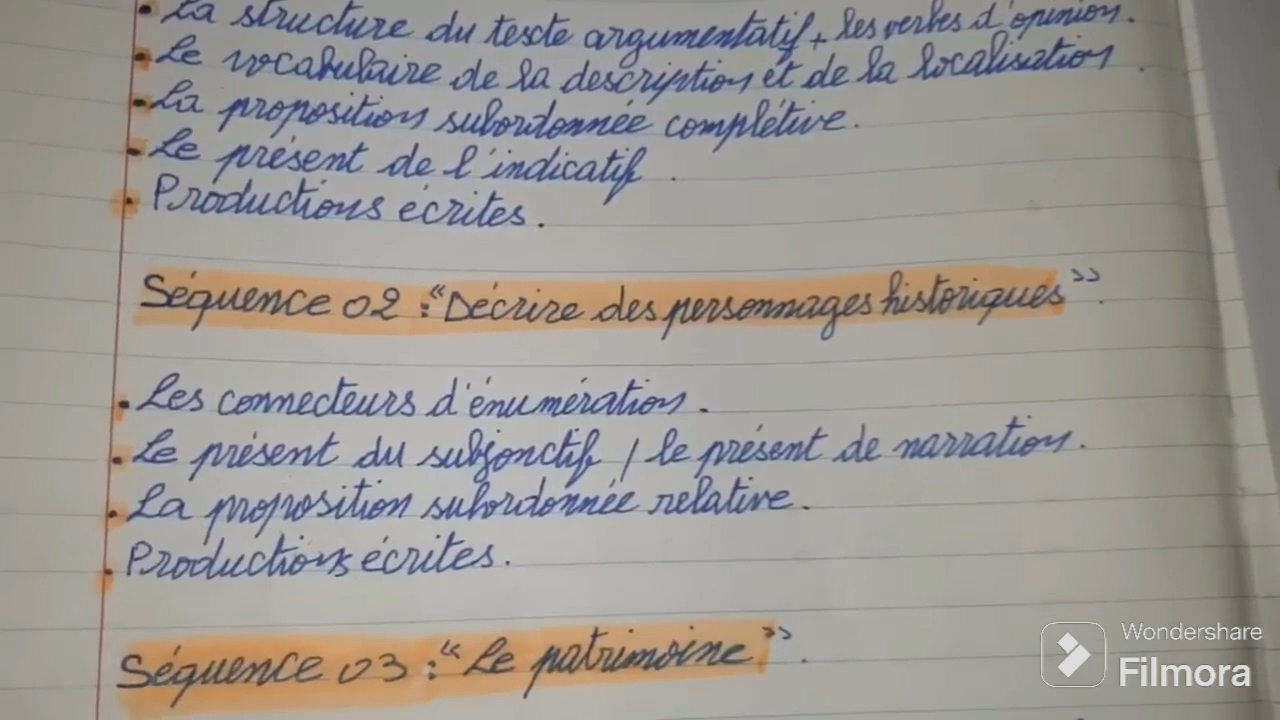 • La structure du texte argumentatif + les verbes d'opinion.
• Le vocabulaire de la description et de la localisation.
• La proposition subordonnée complétive.
• Le présent de l'indicatif.
• Productions écrites.
Séquence 02 : "Décrire des personnages historiques".
• Les connecteurs d'énumération.
• Le présent du subjonctif / le présent de narration.
• La proposition subordonnée relative.
• Productions écrites.
Séquence 03 : "Le patrimoine".
Wondershare
Filmora